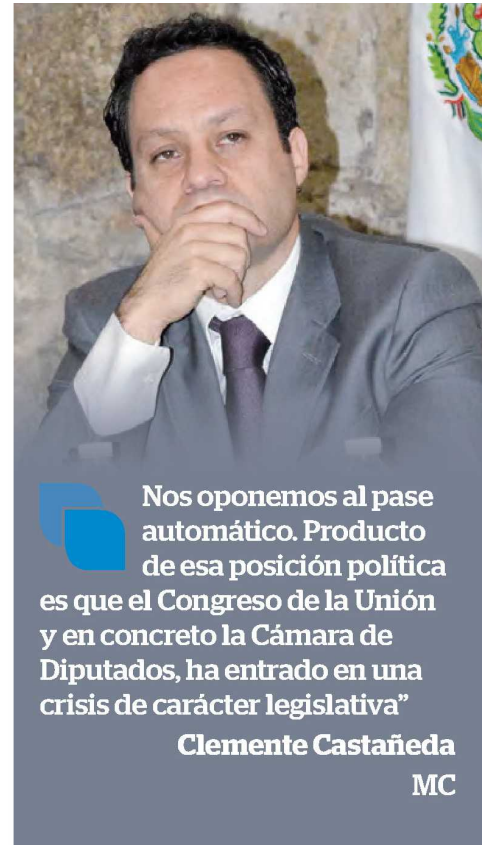 Nos oponemos al pase
automático. Producto
de esa posición política
es que el Congreso de la Unión
y en concreto la Cámara de
Diputados, ha entrado en una
crisis de carácter legislativa”
Clemente Castañeda
MC